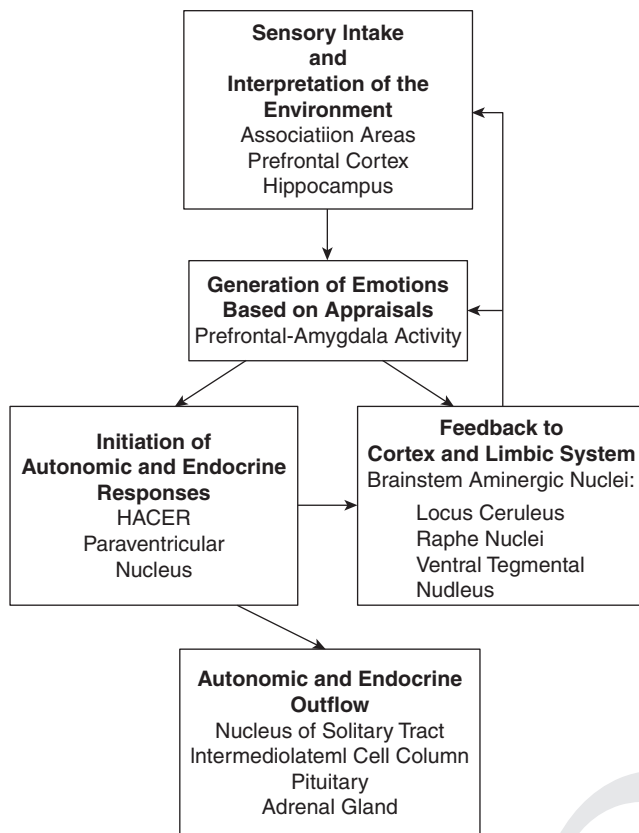 Sensory Intake
and
Interpretation of the
Environment
Associatiion Areas
Prefrontal Cortex
Hippocampus
Generation of Emotions
Based on Appraisals
Prefrontal-Amygdala Activity
Initiation of
Autonomic and Endocrine
Responses
HACER
Paraventricular
Nucleus
Feedback to
Cortex and Limbic System
Brainstem Aminergic Nuclei:
Locus Ceruleus
Raphe Nuclei
Ventral Tegmental
Nudleus
Autonomic and Endocrine
Outflow
Nucleus of Solitary Tract
Intermediolateml Cell Column
Pituitary
Adrenal Gland